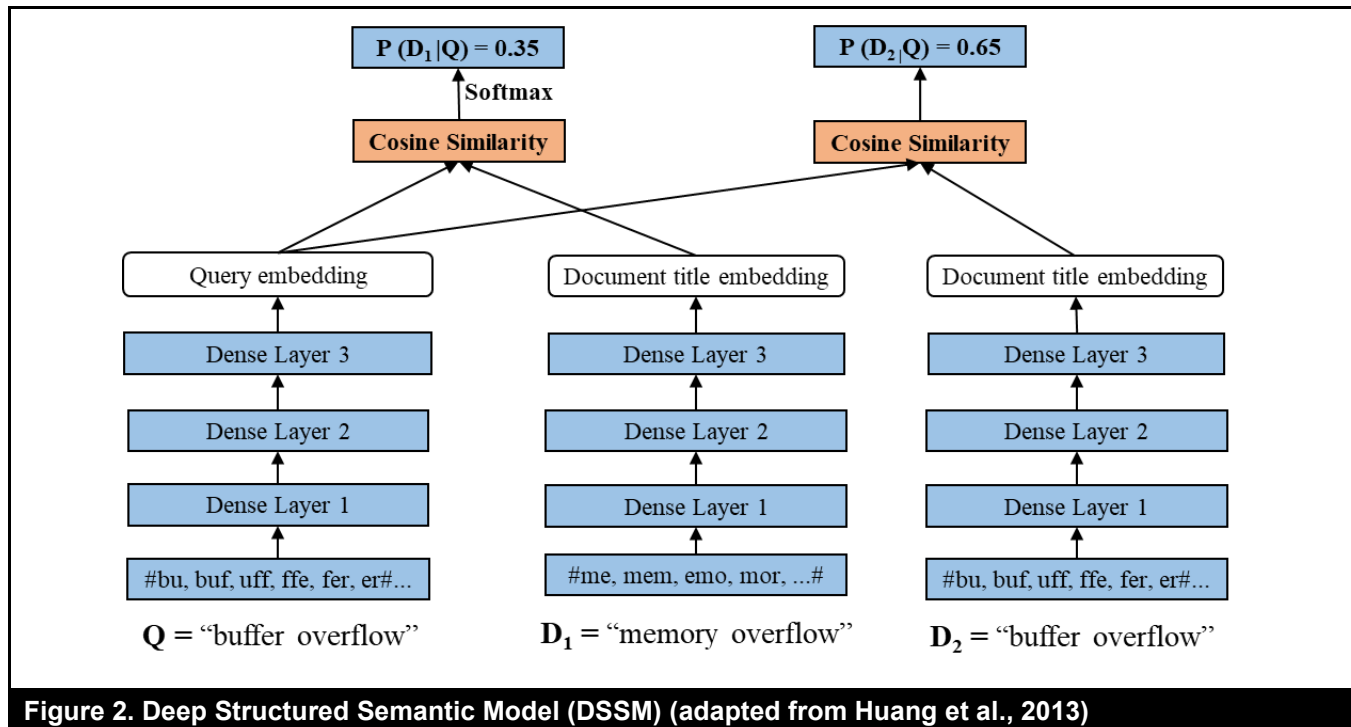 P (D1|Q) = 0.35
P (D2|Q) = 0.65
Softmax
Cosine Similarity
Cosine Similarity
Query embedding
Document title embedding
Document title embedding
Dense Layer 3
Dense Layer 3
Dense Layer 3
Dense Layer 2
Dense Layer 2
Dense Layer 2
Dense Layer 1
Dense Layer 1
Dense Layer 1
#bu, buf, uff, ffe, fer, er#...
#me, mem, emo, mor, ...#
#bu, buf, uff, ffe, fer, er#...
Q = “buffer overflow”
D1 = “memory overflow”
D2 = “buffer overflow”
Figure 2. Deep Structured Semantic Model (DSSM) (adapted from Huang et al., 2013)